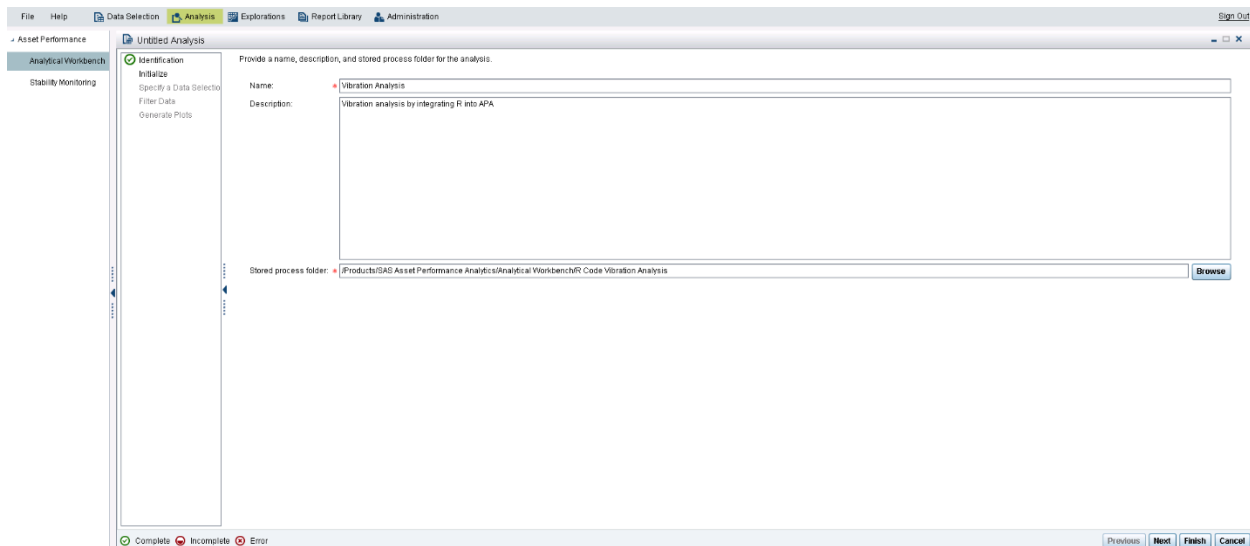 File Help Data Selection Analysis Explorations Report Library Administration Sign Out
Asset Performance
Analytical Workbench
Stability Monitoring
Untitled Analysis
Identification
Initialize
Specify a Data Selectio
Filter Data
Generate Plots
Provide a name, description, and stored process folder for the analysis.
Name: * Vibration Analysis
Description: Vibration analysis by integrating R into APA
Stored process folder: * /Products/SAS Asset Performance Analytics/Analytical Workbench/R Code Vibration Analysis Browse
Complete Incomplete Error Previous Next Finish Cancel